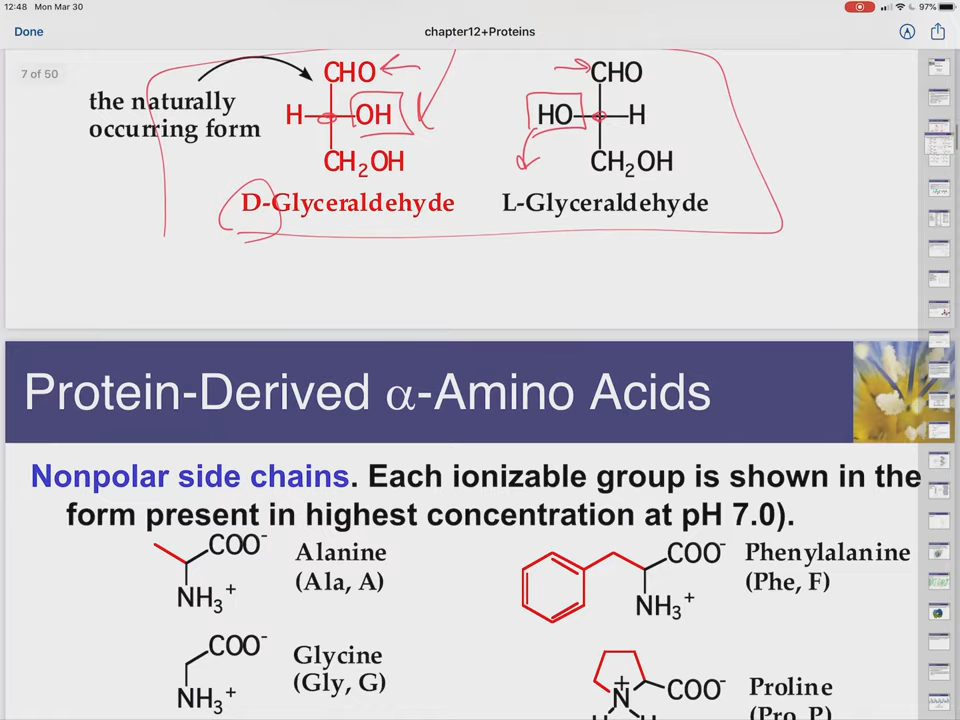 12:48 Mon Mar 30
97%
Done
chapter12+Proteins
7 of 50
the naturally
occurring form
CHO
H
OH
CH2OH
D-Glyceraldehyde
CHO
HO
H
CH2OH
L-Glyceraldehyde
Protein-Derived α-Amino Acids
Nonpolar side chains. Each ionizable group is shown in the
form present in highest concentration at pH 7.0).
COO-
NH3+
Alanine
(Ala, A)
COO-
NH3+
Phenylalanine
(Phe, F)
COO-
NH3+
Glycine
(Gly, G)
+
N
H H
COO-
Proline
(Pro, P)